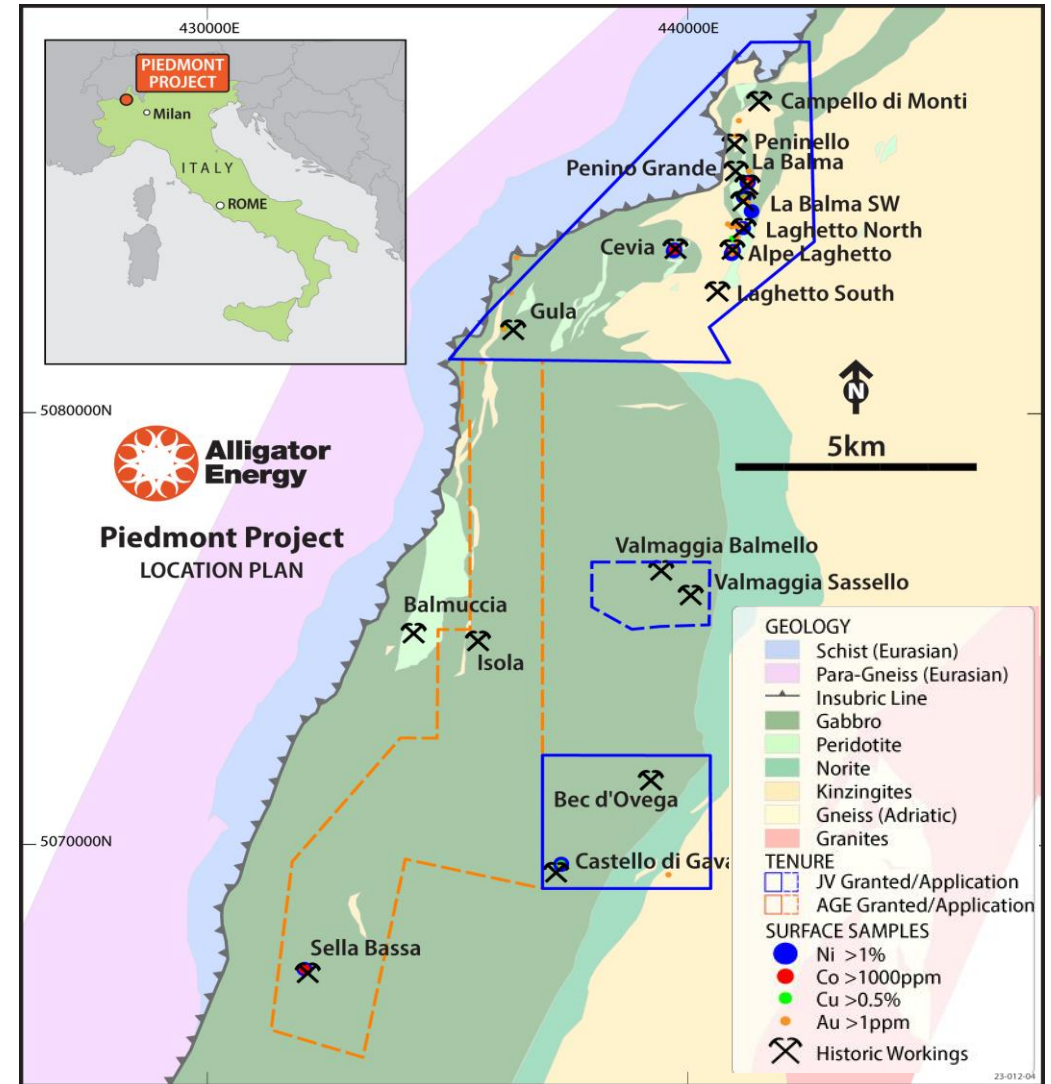 430000E
440000E
PIEDMONT
PROJECT
Milan
ITALY
ROME
Campello di Monti
Peninello
La Balma
Penino Grande
La Balma SW
Laghetto North
Cevia
Alpe Laghetto
Laghetto South
Gula
N
5080000N
5km
Alligator
Energy
Piedmont Project
LOCATION PLAN
Valmaggia Balmello
Valmaggia Sassello
Balmuccia
Isola
Bec d'Ovega
5070000N
Castello di Gava
Sella Bassa
GEOLOGY
Schist (Eurasian)
Para-Gneiss (Eurasian)
Insubric Line
Gabbro
Peridotite
Norite
Kinzingites
Gneiss (Adriatic)
Granites
TENURE
JV Granted/Application
AGE Granted/Application
SURFACE SAMPLES
Ni >1%
Co >1000ppm
Cu >0.5%
Au >1ppm
Historic Workings
23-012-04